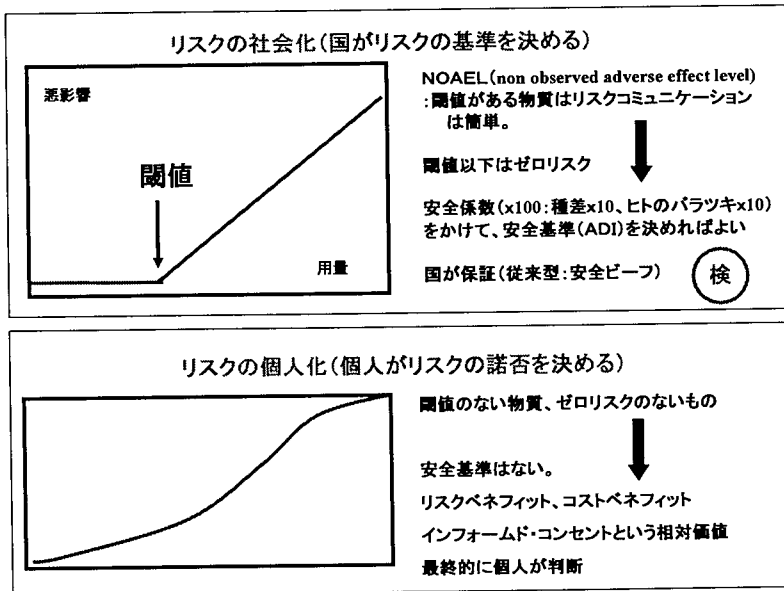 リスクの社会化(国がリスクの基準を決める)
悪影響
閾値
用量
NOAEL(non observed adverse effect level)
:閾値がある物質はリスクコミュニケーション
は簡単。
閾値以下はゼロリスク
安全係数(x100:種差x10、ヒトのバラツキx10)
をかけて、安全基準(ADI)を決めればよい
国が保証(従来型:安全ビーフ)
検
リスクの個人化(個人がリスクの諾否を決める)
閾値のない物質、ゼロリスクのないもの
安全基準はない。
リスクベネフィット、コストベネフィット
インフォームド・コンセントという相対価値
最終的に個人が判断